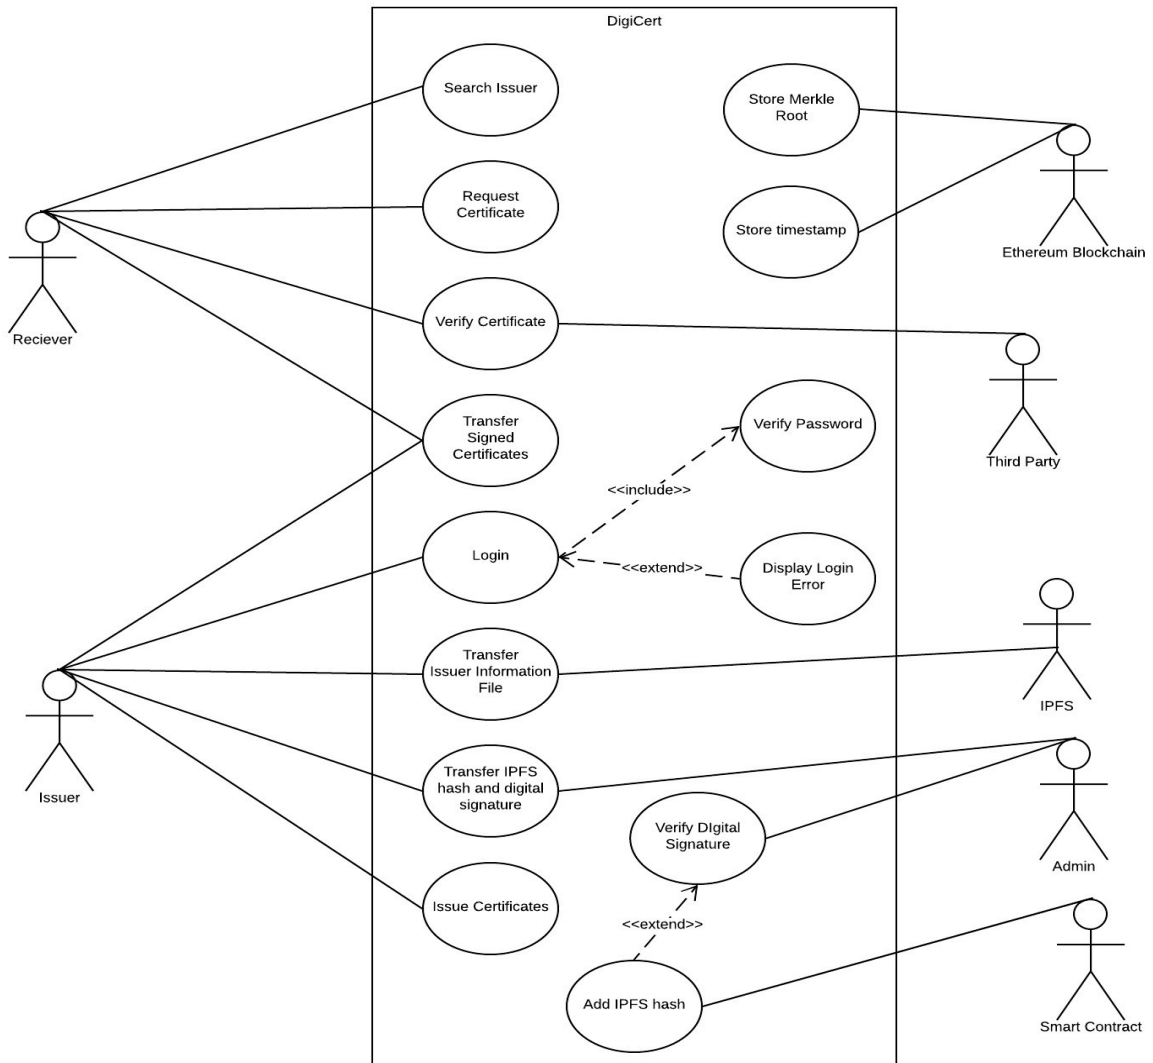 DigiCert
Search Issuer
Store Merkle
Root
Request
Certificate
Store timestamp
Ethereum Blockchain
Verify Certificate
Reciever
Transfer
Signed
Certificates
Verify Password
Third Party
<<include>>
Login
<<extend>>
Display Login
Error
Transfer
Issuer Information
File
IPFS
Transfer IPFS
hash and digital
signature
Issuer
Verify DIgital
Signature
Admin
Issue Certificates
<<extend>>
Add IPFS hash
Smart Contract